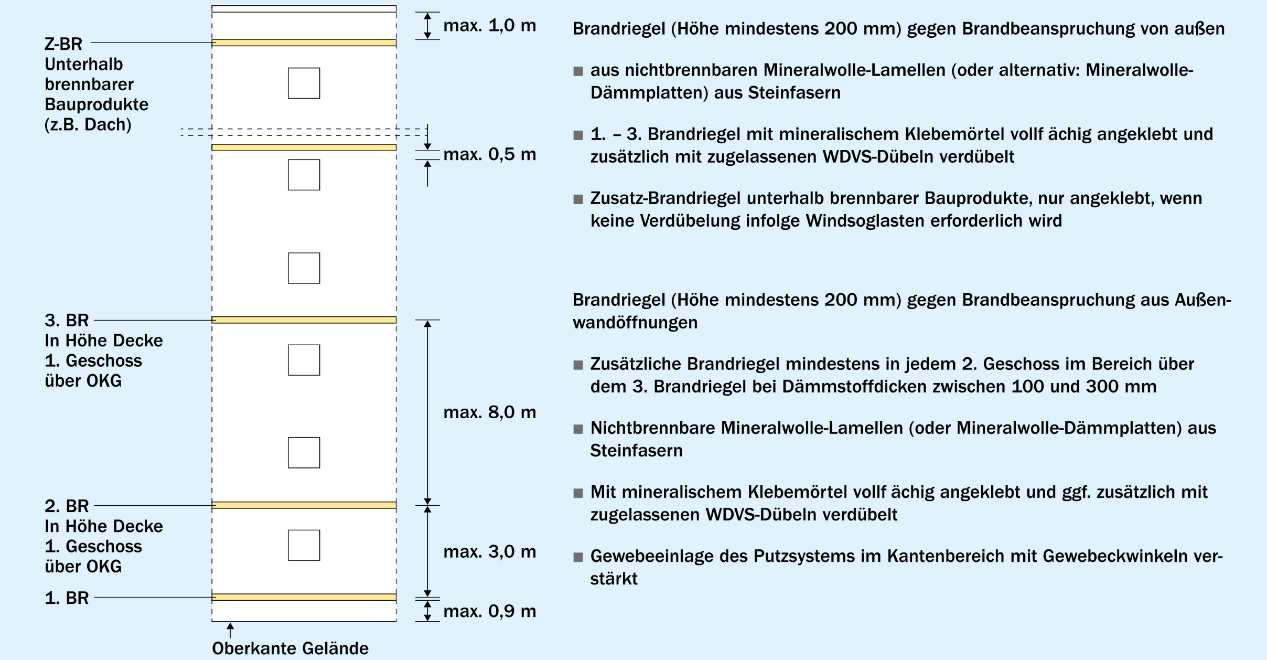 Z-BR
Unterhalb
brennbarer
Bauprodukte
(z.B. Dach)
3. BR
In Höhe Decke
1. Geschoss
über OKG
2. BR
In Höhe Decke
1. Geschoss
über OKG
1. BR
Oberkante Gelände
max. 1,0 m
max. 0,5 m
max. 8,0 m
max. 3,0 m
max. 0,9 m
Brandriegel (Höhe mindestens 200 mm) gegen Brandbeanspruchung von außen
■ aus nichtbrennbaren Mineralwolle-Lamellen (oder alternativ: Mineralwolle-
Dämmplatten) aus Steinfasern
■ 1. – 3. Brandriegel mit mineralischem Klebemörtel vollf ächig angeklebt und
zusätzlich mit zugelassenen WDVS-Dübeln verdübelt
■ Zusatz-Brandriegel unterhalb brennbarer Bauprodukte, nur angeklebt, wenn
keine Verdübelung infolge Windsoglasten erforderlich wird
Brandriegel (Höhe mindestens 200 mm) gegen Brandbeanspruchung aus Außen-
wandöffnungen
■ Zusätzliche Brandriegel mindestens in jedem 2. Geschoss im Bereich über
dem 3. Brandriegel bei Dämmstoffdicken zwischen 100 und 300 mm
■ Nichtbrennbare Mineralwolle-Lamellen (oder Mineralwolle-Dämmplatten) aus
Steinfasern
■ Mit mineralischem Klebemörtel vollf ächig angeklebt und ggf. zusätzlich mit
zugelassenen WDVS-Dübeln verdübelt
■ Gewebeeinlage des Putzsystems im Kantenbereich mit Gewebeckwinkeln ver-
stärkt